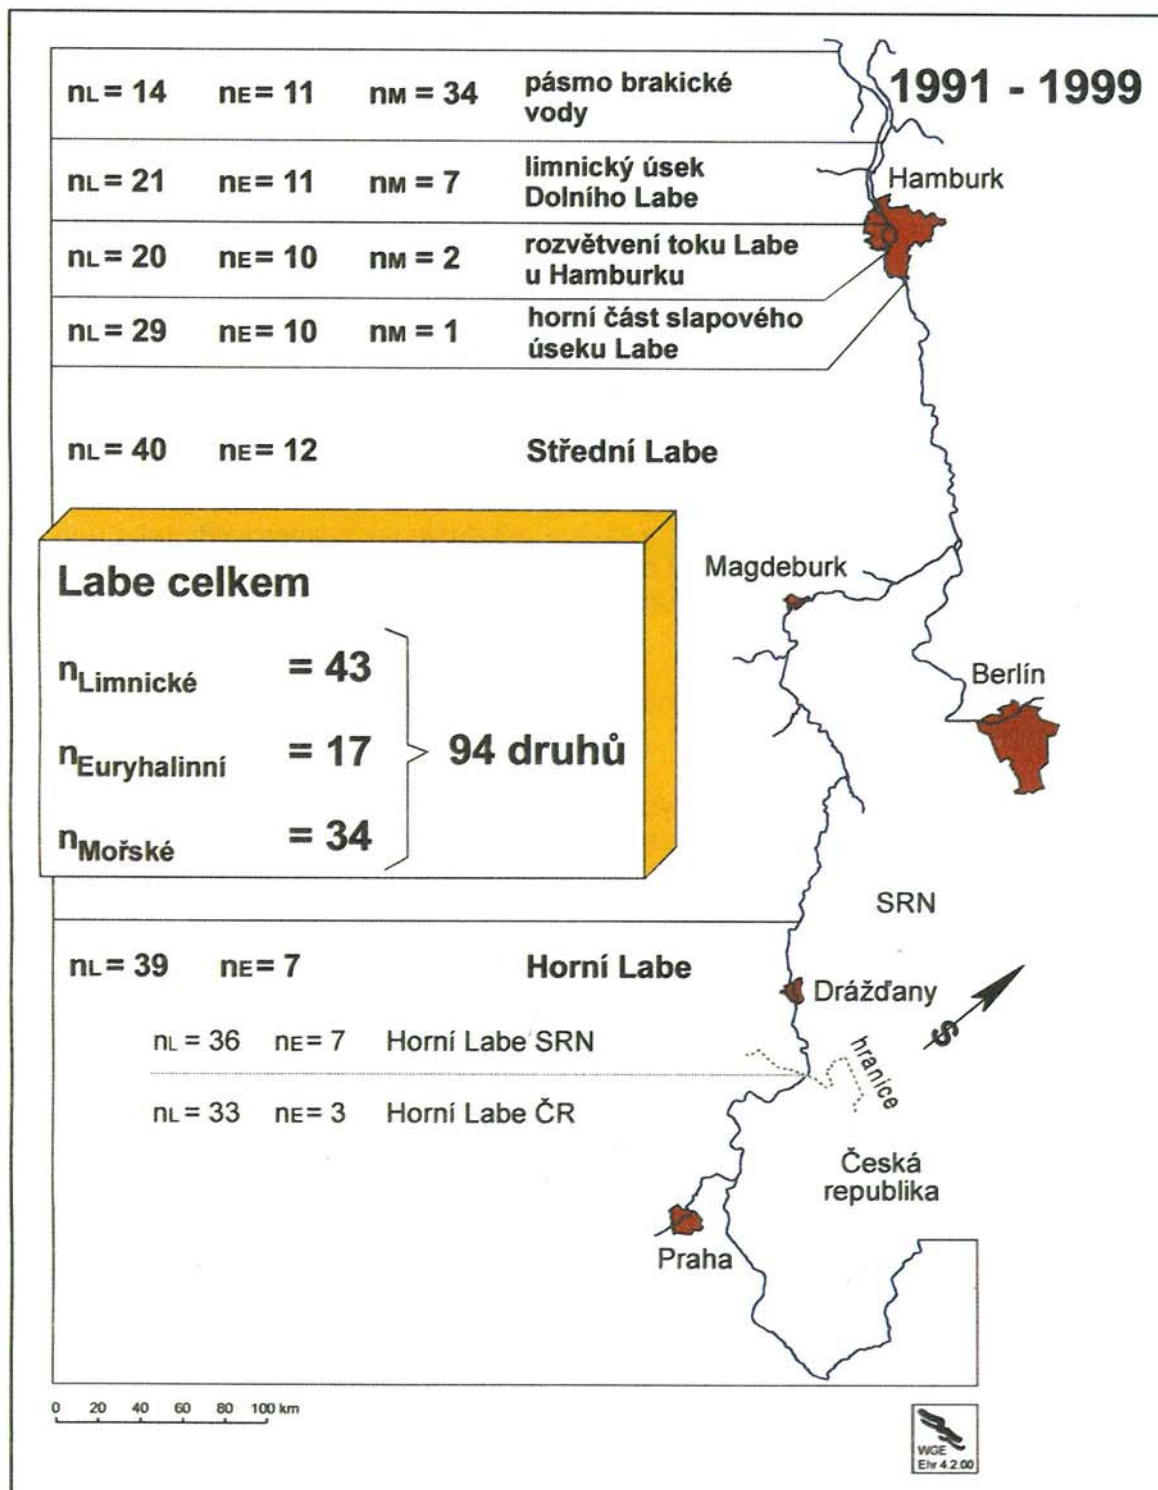 1991 - 1999
nL = 14 nE = 11 nM = 34 pásmo brakické
vody
nL = 21 nE = 11 nM = 7 limnický úsek
Dolního Labe
nL = 20 nE = 10 nM = 2 rozvětvení toku Labe
u Hamburku
nL = 29 nE = 10 nM = 1 horní část slapového
úseku Labe
nL = 40 nE = 12 Střední Labe
Hamburk
Magdeburk
Berlín
Labe celkem
nLimnické = 43
nEuryhalinní = 17
nMořské = 34
94 druhů
SRN
nL = 39 nE = 7 Horní Labe
Drážďany
S
hranice
nL = 36 nE = 7 Horní Labe SRN
nL = 33 nE = 3 Horní Labe ČR
Česká
republika
Praha
0 20 40 60 80 100 km
WGE
Ehr 4.2.00